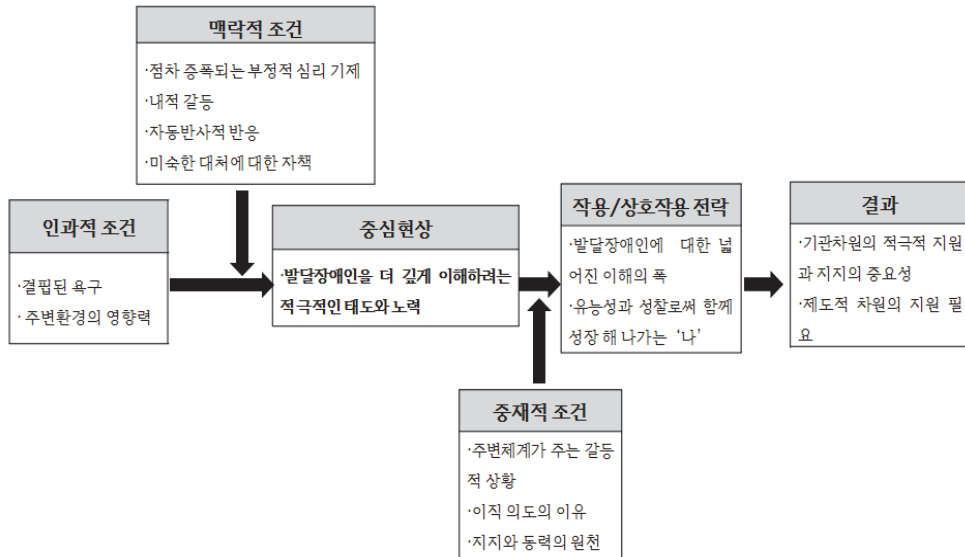 맥락적 조건
·점차 증폭되는 부정적 심리 기제
·내적 갈등
·자동반사적 반응
·미숙한 대처에 대한 자책
인과적 조건
·결핍된 욕구
· 주변환경의 영향력
중심현상
·발달장애인을 더 깊게 이해하려는
적극적인 태도와 노력
작용/상호작용 전략
·발달장애인에 대한 넓
어진 이해의 폭
·유능성과 성찰로써 함께
성장 해 나가는 ‘나’
결과
·기관차원의 적극적 지원
과 지지의 중요성
·제도적 차원의 지원 필
요
중재적 조건
·주변체계가 주는 갈등
적 상황
·이직 의도의 이유
·지지와 동력의 원천